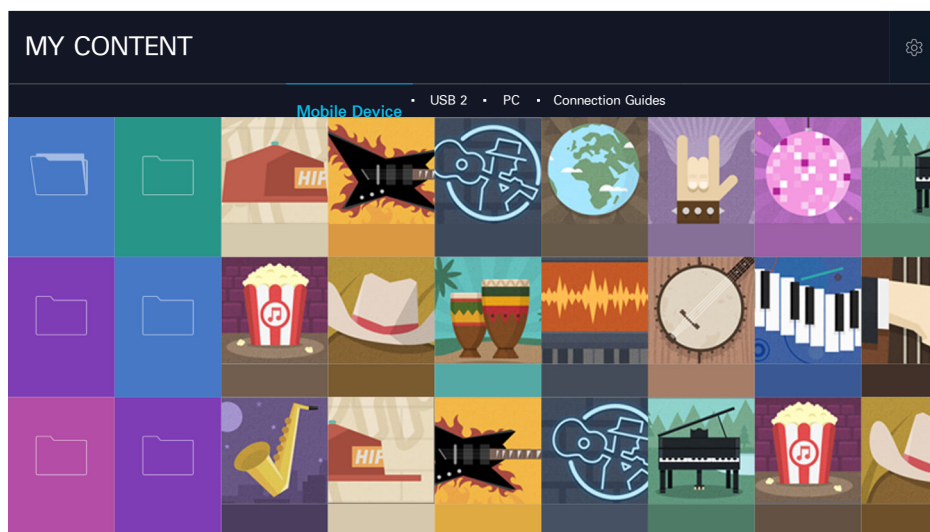 MY CONTENT
Mobile Device ▪ USB 2 ▪ PC ▪ Connection Guides
HIP
HIP